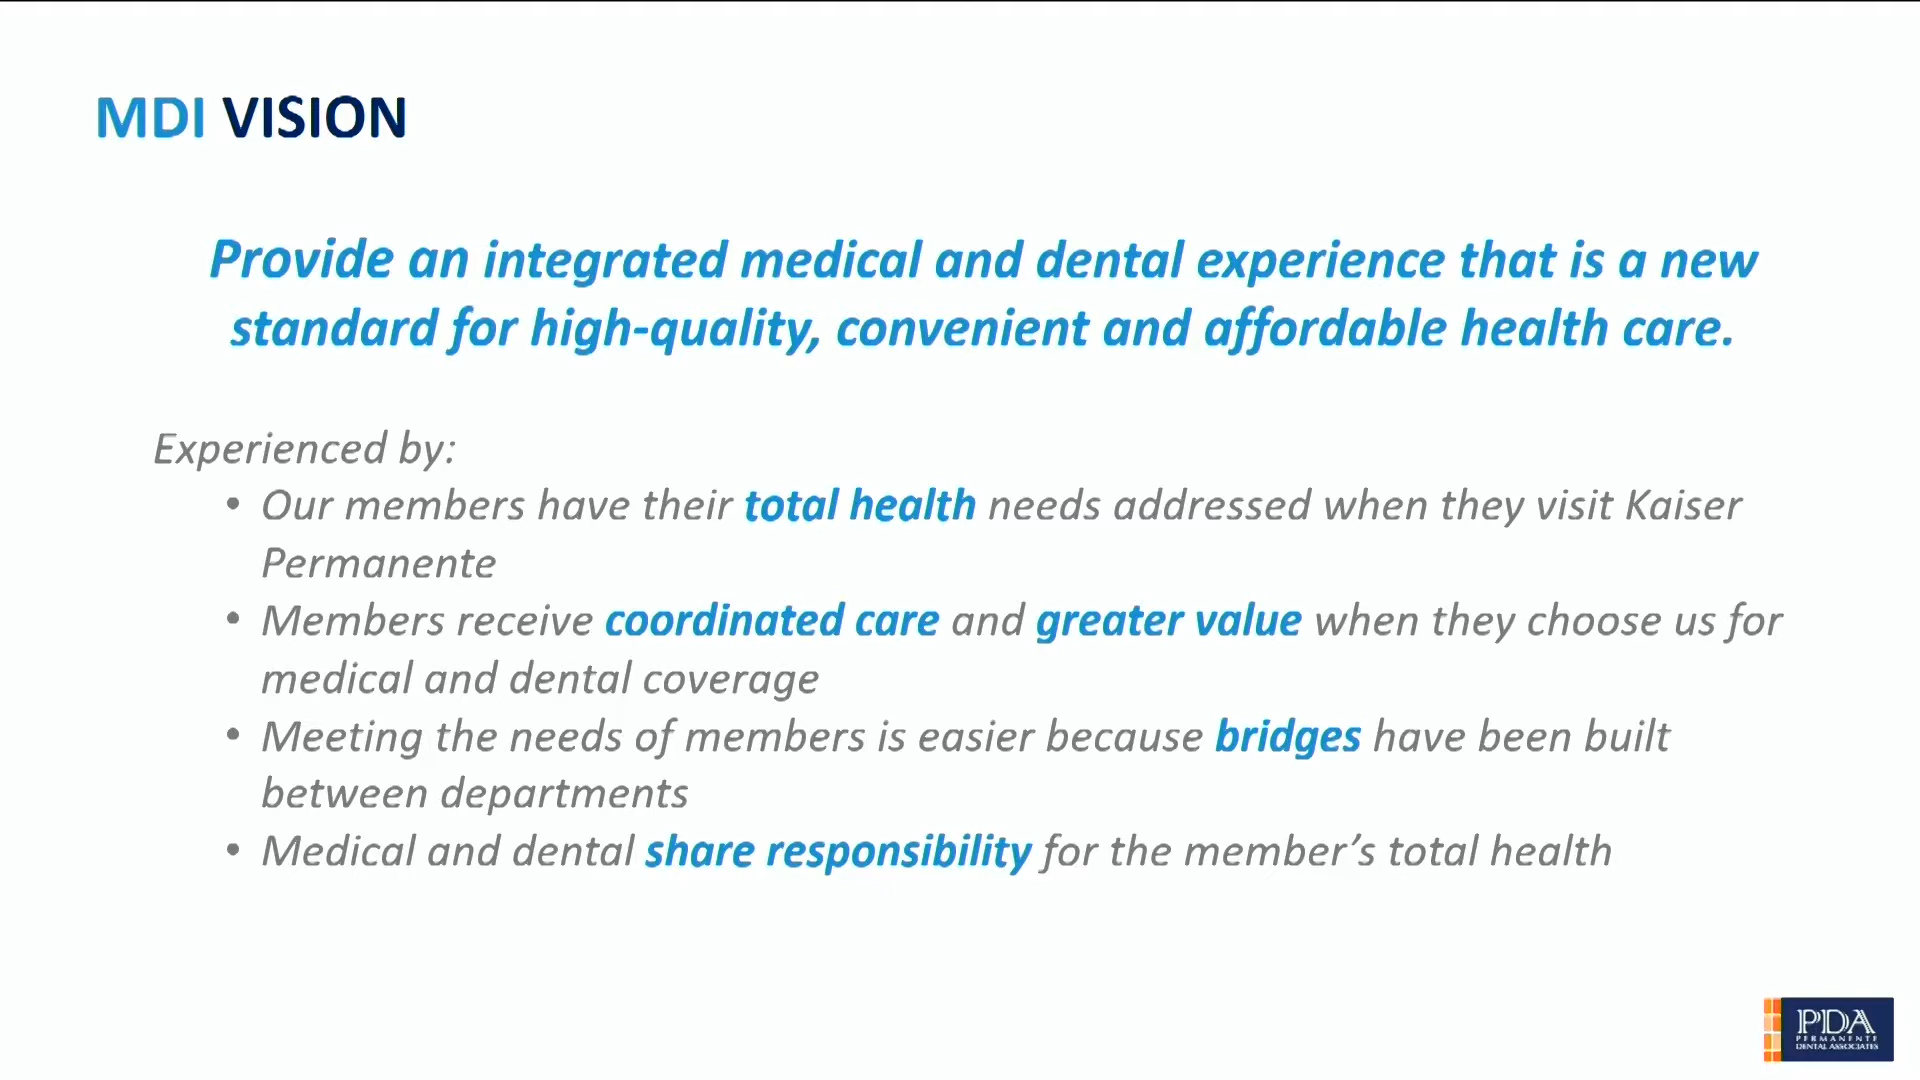 MDI VISION
Provide an integrated medical and dental experience that is a new
standard for high-quality, convenient and affordable health care.
Experienced by:
• Our members have their total health needs addressed when they visit Kaiser
Permanente
• Members receive coordinated care and greater value when they choose us for
medical and dental coverage
• Meeting the needs of members is easier because bridges have been built
between departments
• Medical and dental share responsibility for the member’s total health
PDA
PERMANENTE
DENTAL ASSOCIATES